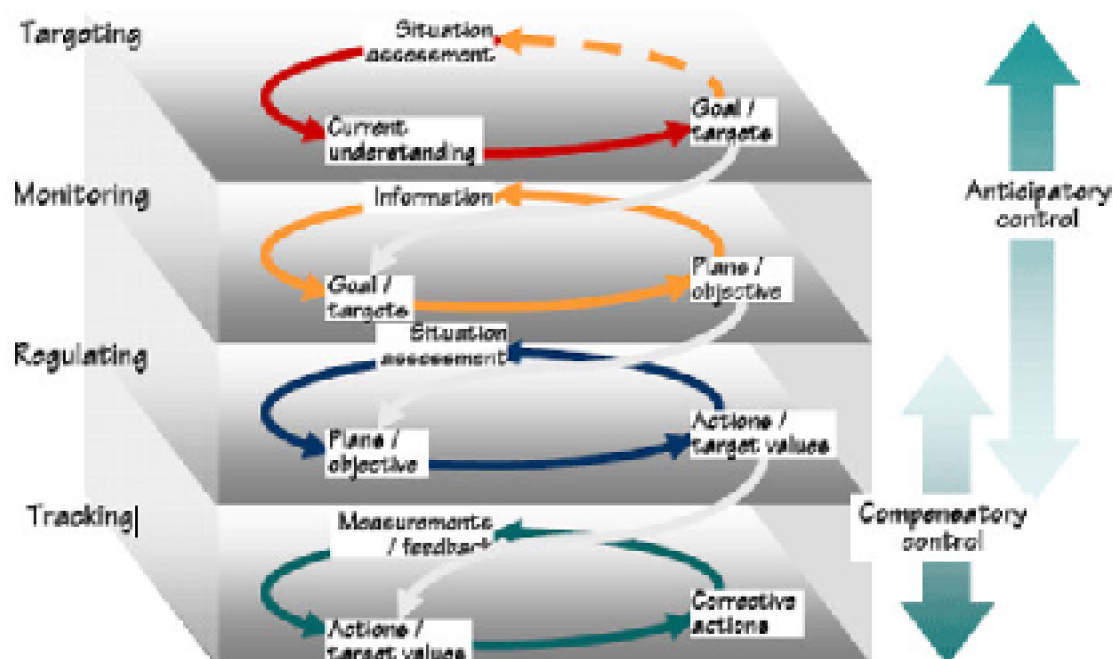 Targeting
Situation
assessment
Current
understanding
Goal /
targets
Monitoring
Information
Goal /
targets
Plans /
objective
Anticipatory
control
Regulating
Situation
assessment
Plans /
objective
Actions /
target values
Tracking
Measurements
/ feedback
Actions /
target values
Corrective
actions
Compensatory
control